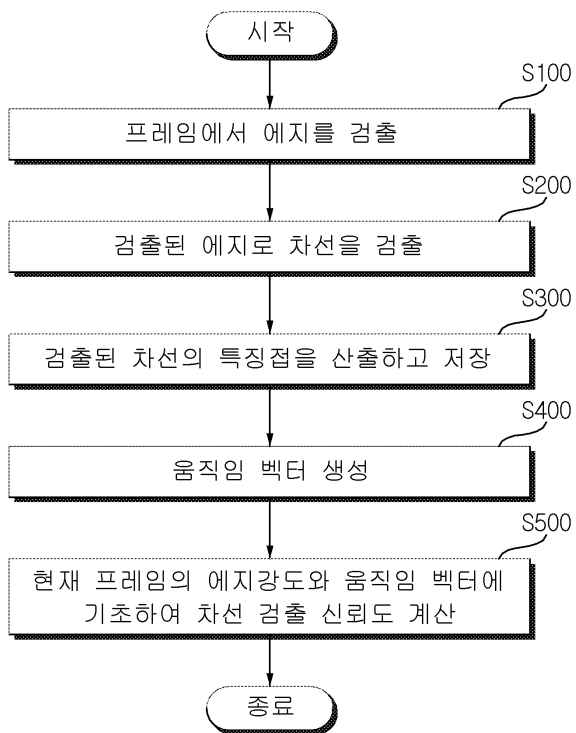 시작
S100
프레임에서 에지를 검출
S200
검출된 에지로 차선을 검출
S300
검출된 차선의 특징점을 산출하고 저장
S400
움직임 벡터 생성
S500
현재 프레임의 에지강도와 움직임 벡터에
기초하여 차선 검출 신뢰도 계산
종료